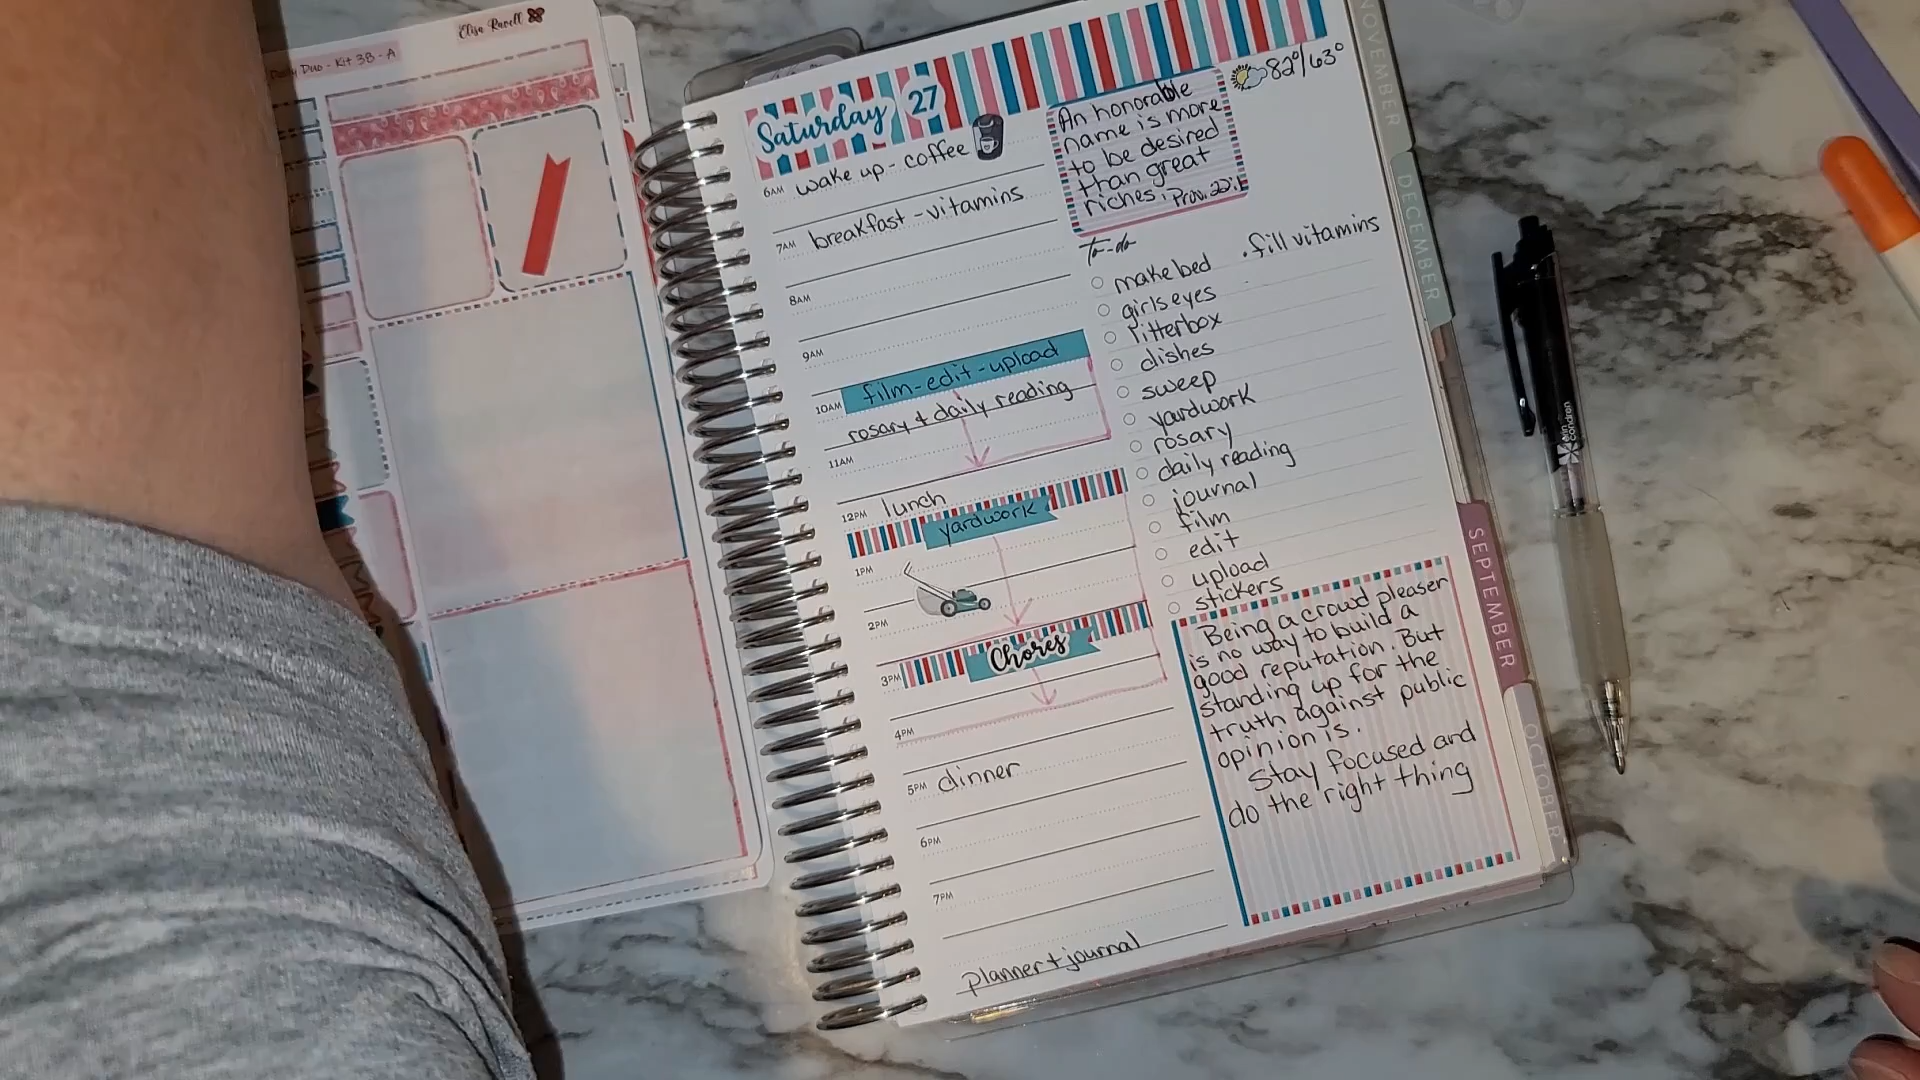 Elisa Ravell
Daily Duo - Kit 3B - A
Saturday 27
82°/63°
An honorable
name is more
to be desired
than great
riches. Prov. 22:1
6AM wake up - coffee
7AM breakfast - vitamins
8AM
9AM
film - edit - upload
10AM
rosary + daily reading
11AM
lunch
12PM
yardwork
1PM
2PM
Chores
3PM
4PM
5PM dinner
6PM
7PM
planner + journal
to-do
make bed
girls eyes
litterbox
dishes
sweep
yardwork
rosary
daily reading
journal
film
edit
upload
stickers
· fill vitamins
Being a crowd pleaser
is no way to build a
good reputation. But
standing up for the
truth against public
opinion is.
Stay focused and
do the right thing
NOVEMBER
DECEMBER
SEPTEMBER
OCTOBER
erin condren